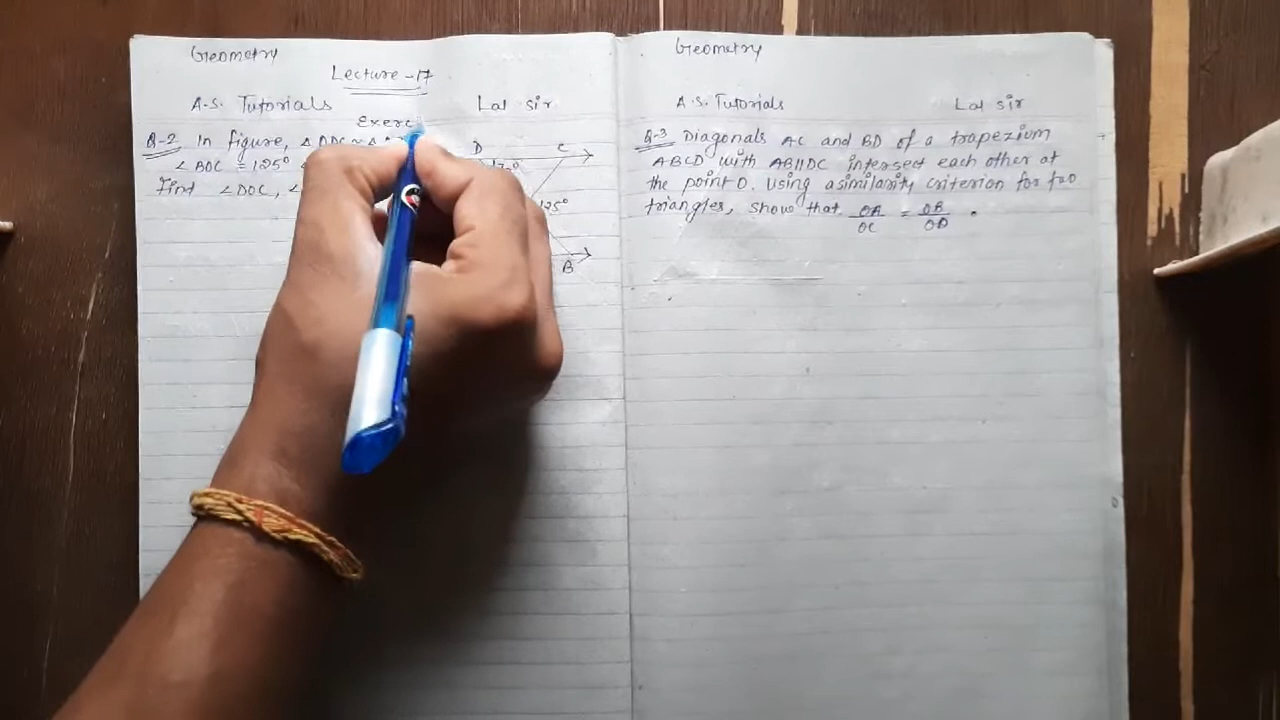 Geometry
Lecture -17
A.S. Tutorials Lal sir
Exerc
Q-2 In figure,
∠BOC = 125°
Find ∠DOC,
D C
70°
125°
B
Geometry
A.S. Tutorials Lal sir
Q-3 Diagonals AC and BD of a trapezium
ABCD with AB||DC intersect each other at
the point O. Using a similarity criterion for two
triangles, show that OA/OC = OB/OD .